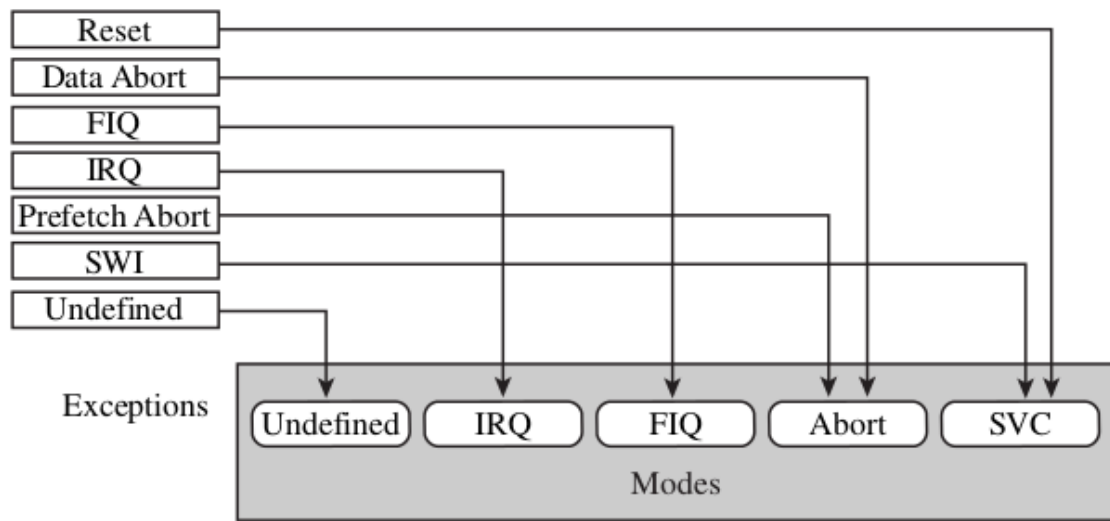 Reset
Data Abort
FIQ
IRQ
Prefetch Abort
SWI
Undefined
Exceptions
Undefined IRQ FIQ Abort SVC
Modes